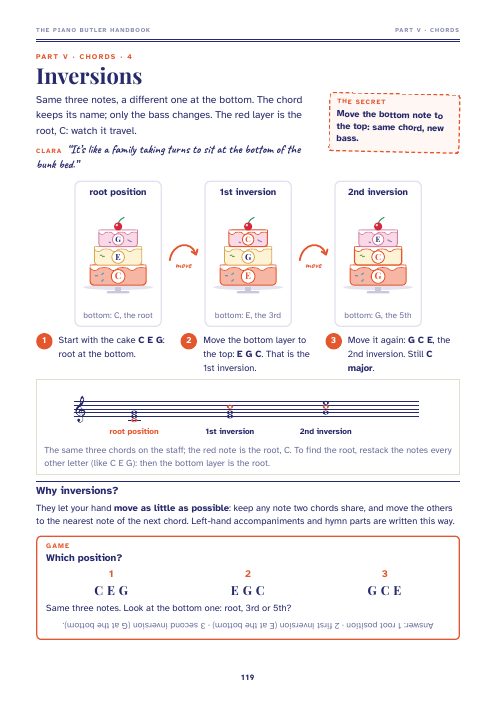 THE PIANO BUTLER HANDBOOK
PART V · CHORDS
PART V · CHORDS · 4
Inversions
Same three notes, a different one at the bottom. The chord
keeps its name; only the bass changes. The red layer is the
root, C: watch it travel.
CLARA "It's like a family taking turns to sit at the bottom of the
bunk bed."
THE SECRET
Move the bottom note to
the top: same chord, new
bass.
root position
G
E
C
bottom: C, the root
move
1st inversion
C
G
E
bottom: E, the 3rd
move
2nd inversion
E
C
G
bottom: G, the 5th
1 Start with the cake C E G:
root at the bottom.
2 Move the bottom layer to
the top: E G C. That is the
1st inversion.
3 Move it again: G C E, the
2nd inversion. Still C
major.
root position
1st inversion
2nd inversion
The same three chords on the staff; the red note is the root, C. To find the root, restack the notes every
other letter (like C E G): then the bottom layer is the root.
Why inversions?
They let your hand move as little as possible: keep any note two chords share, and move the others
to the nearest note of the next chord. Left-hand accompaniments and hymn parts are written this way.
GAME
Which position?
1
2
3
C E G
E G C
G C E
Same three notes. Look at the bottom one: root, 3rd or 5th?
Answer: 1 root position · 2 first inversion (E at the bottom) · 3 second inversion (G at the bottom).
119